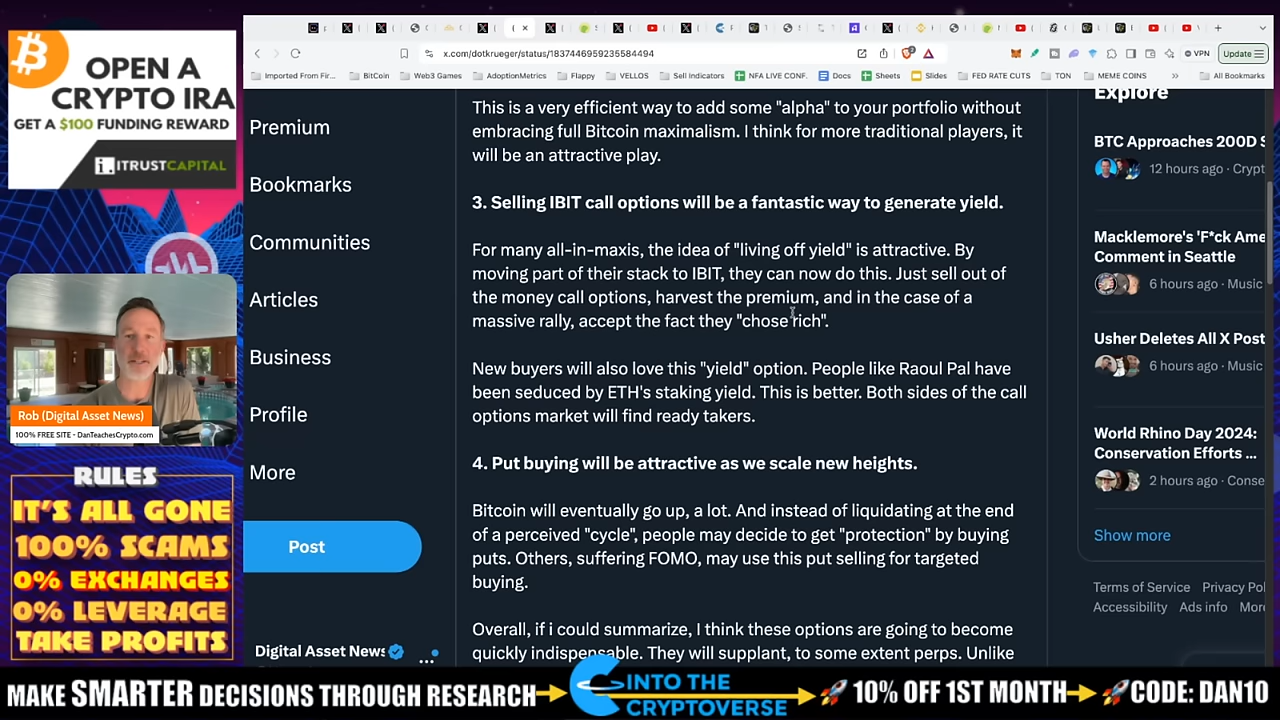 OPEN A
CRYPTO IRA
GET A $100 FUNDING REWARD
i. iTRUSTCAPITAL
Rob (Digital Asset News)
100% FREE SITE - DanTeachesCrypto.com
RULES
IT'S ALL GONE
100% SCAMS
0% EXCHANGES
0% LEVERAGE
TAKE PROFITS
x.com/dotkrueger/status/1837446959235584494
VPN
Update
Imported From Fir...
BitCoin
Web3 Games
AdoptionMetrics
Flappy
VELLOS
Sell Indicators
NFA LIVE CONF.
Docs
Sheets
Slides
FED RATE CUTS
TON
MEME COINS
All Bookmarks
Premium
Bookmarks
Communities
Articles
Business
Profile
More
Post
Digital Asset News
This is a very efficient way to add some "alpha" to your portfolio without
embracing full Bitcoin maximalism. I think for more traditional players, it
will be an attractive play.
3. Selling IBIT call options will be a fantastic way to generate yield.
For many all-in-maxis, the idea of "living off yield" is attractive. By
moving part of their stack to IBIT, they can now do this. Just sell out of
the money call options, harvest the premium, and in the case of a
massive rally, accept the fact they "chose rich".
New buyers will also love this "yield" option. People like Raoul Pal have
been seduced by ETH's staking yield. This is better. Both sides of the call
options market will find ready takers.
4. Put buying will be attractive as we scale new heights.
Bitcoin will eventually go up, a lot. And instead of liquidating at the end
of a perceived "cycle", people may decide to get "protection" by buying
puts. Others, suffering FOMO, may use this put selling for targeted
buying.
Overall, if i could summarize, I think these options are going to become
quickly indispensable. They will supplant, to some extent perps. Unlike
Explore
BTC Approaches 200D S
12 hours ago · Crypt
Macklemore's 'F*ck Ame
Comment in Seattle
6 hours ago · Music
Usher Deletes All X Post
6 hours ago · Music
World Rhino Day 2024:
Conservation Efforts ...
2 hours ago · Conse
Show more
Terms of Service Privacy Pol
Accessibility Ads info More
MAKE SMARTER DECISIONS THROUGH RESEARCH
INTO THE
CRYPTOVERSE
10% OFF 1ST MONTH
CODE: DAN10